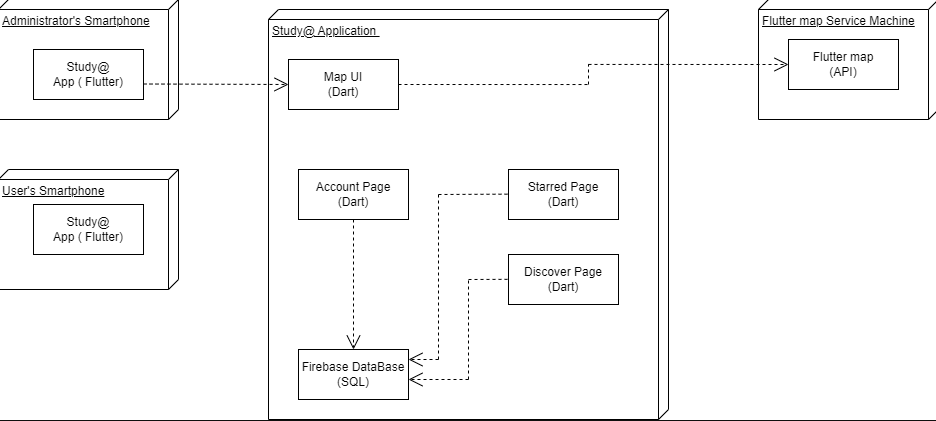 Administrator's Smartphone
Study@
App ( Flutter)
User's Smartphone
Study@
App ( Flutter)
Study@ Application
Map UI
(Dart)
Account Page
(Dart)
Starred Page
(Dart)
Discover Page
(Dart)
Firebase DataBase
(SQL)
Flutter map Service Machine
Flutter map
(API)